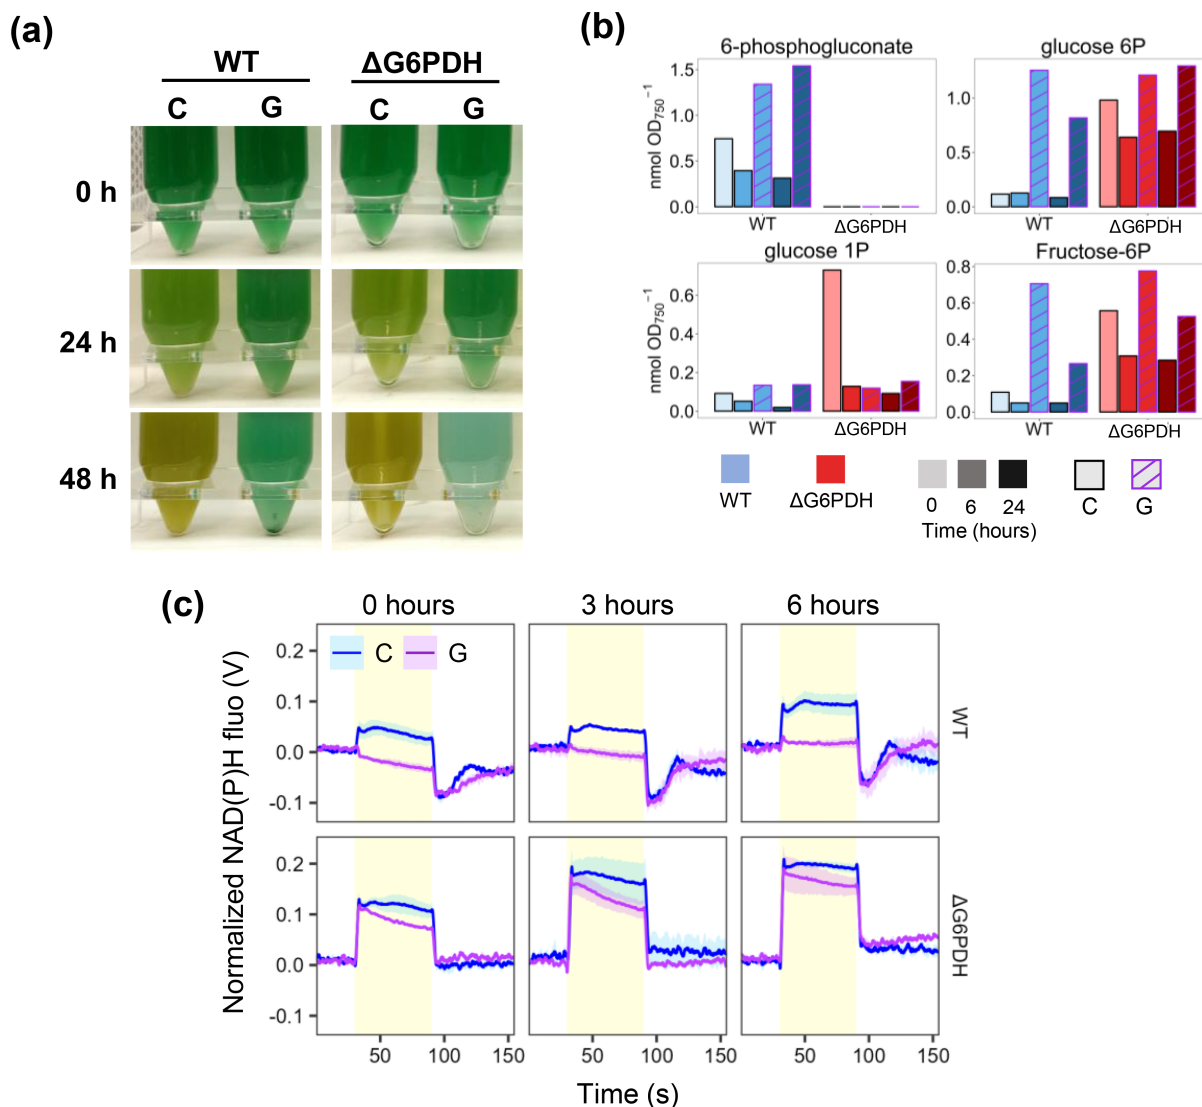 (a)
WT ΔG6PDH
C G C G
0 h
24 h
48 h
(b)
6-phosphogluconate glucose 6P
nmol OD750⁻¹
1.5
1.0
0.5
0.0
1.0
0.5
0.0
WT ΔG6PDH WT ΔG6PDH
glucose 1P Fructose-6P
nmol OD750⁻¹
0.6
0.4
0.2
0.0
0.8
0.6
0.4
0.2
0.0
WT ΔG6PDH WT ΔG6PDH
WT ΔG6PDH 0 6 24 C G
Time (hours)
(c)
0 hours 3 hours 6 hours
Normalized NAD(P)H fluo (V)
C G
0.2
0.1
0.0
-0.1
WT
0.2
0.1
0.0
-0.1
ΔG6PDH
50 100 150 50 100 150 50 100 150
Time (s)